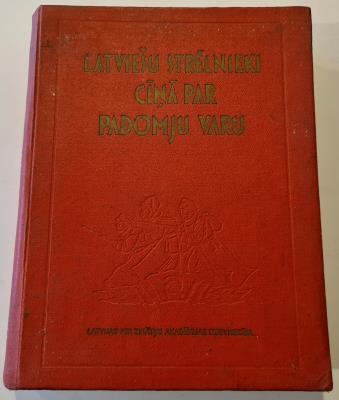 LATVIEŠU STRĒLNIEKI
CĪŅĀ PAR
PADOMJU VARU
LATVIJAS PSR ZINĀTŅU AKADĒMIJAS IZDEVNIECĪBA